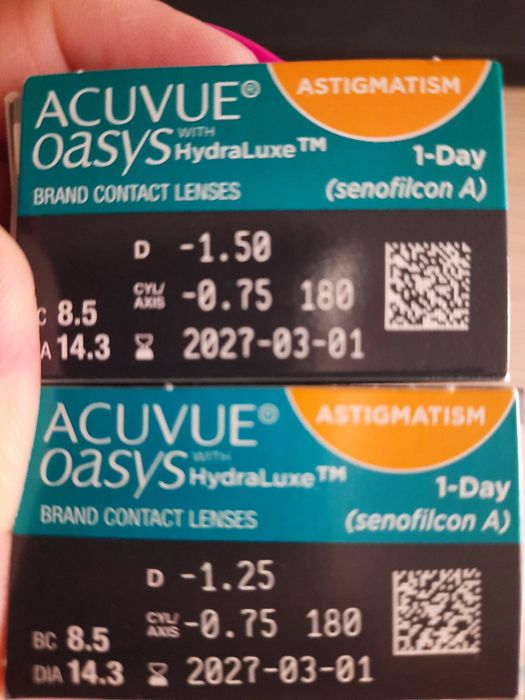 ACUVUE® ASTIGMATISM
oasys WITH HydraLuxe™ 1-Day
BRAND CONTACT LENSES (senofilcon A)
D -1.50
CYL/AXIS -0.75 180
C 8.5
A 14.3 2027-03-01
ACUVUE® ASTIGMATISM
oasys WITH HydraLuxe™ 1-Day
BRAND CONTACT LENSES (senofilcon A)
D -1.25
CYL/AXIS -0.75 180
BC 8.5
DIA 14.3 2027-03-01